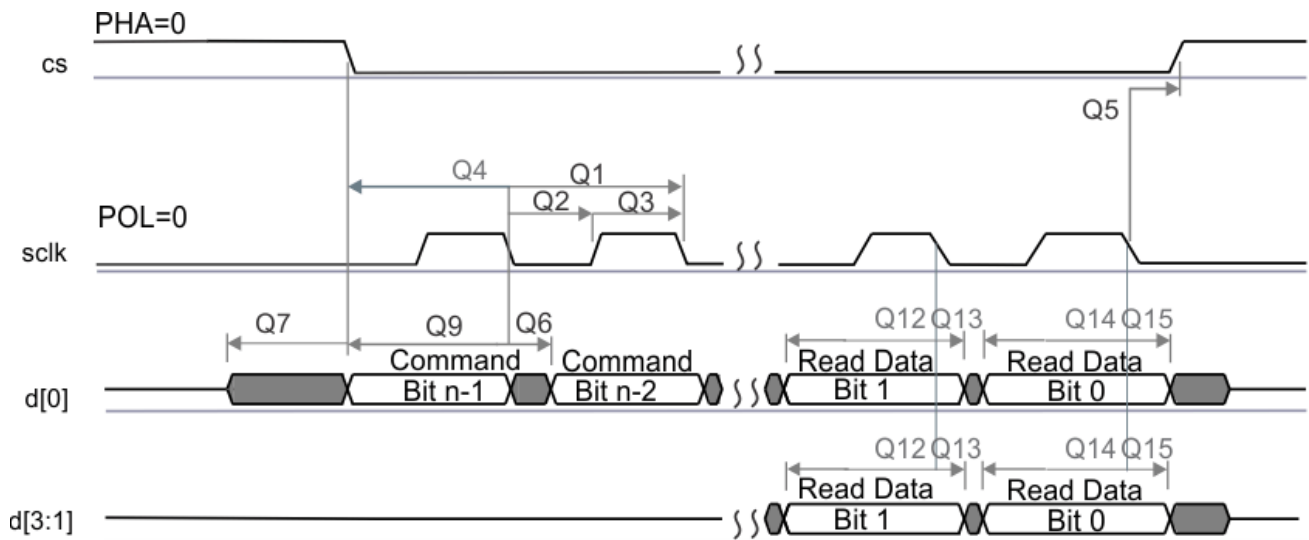 PHA=0
cs
Q5
Q4 Q1
Q2 Q3
POL=0
sclk
Q7 Q9 Q6 Q12 Q13 Q14 Q15
Command Command Read Data Read Data
d[0] Bit n-1 Bit n-2 Bit 1 Bit 0
Q12 Q13 Q14 Q15
Read Data Read Data
d[3:1] Bit 1 Bit 0